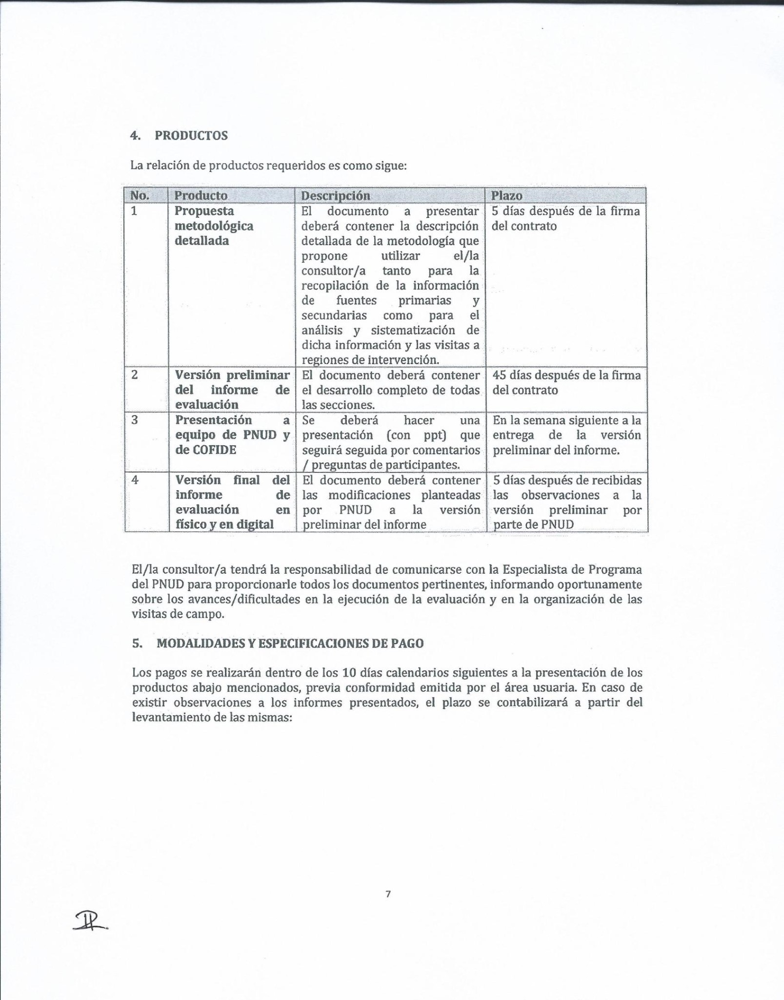 4. PRODUCTOS
La relación de productos requeridos es como sigue:
No. Producto Descripción Plazo
1 Propuesta metodológica detallada
El documento a presentar
deberá contener la descripción
detallada de la metodología que
propone utilizar el/la
consultor/a tanto para la
recopilación de la información
de fuentes primarias y
secundarias como para el
análisis y sistematización de
dicha información y las visitas a
regiones de intervención.
5 días después de la firma
del contrato
2 Versión preliminar
del informe de
evaluación
El documento deberá contener
el desarrollo completo de todas
las secciones.
45 días después de la firma
del contrato
3 Presentación a
equipo de PNUD y
de COFIDE
Se deberá hacer una
presentación (con ppt) que
seguirá seguida por comentarios
/ preguntas de participantes.
En la semana siguiente a la
entrega de la versión
preliminar del informe.
4 Versión final del
informe de
evaluación en
físico y en digital
El documento deberá contener
las modificaciones planteadas
por PNUD a la versión
preliminar del informe
5 días después de recibidas
las observaciones a la
versión preliminar por
parte de PNUD
El/la consultor/a tendrá la responsabilidad de comunicarse con la Especialista de Programa
del PNUD para proporcionarle todos los documentos pertinentes, informando oportunamente
sobre los avances/dificultades en la ejecución de la evaluación y en la organización de las
visitas de campo.
5. MODALIDADES Y ESPECIFICACIONES DE PAGO
Los pagos se realizarán dentro de los 10 días calendarios siguientes a la presentación de los
productos abajo mencionados, previa conformidad emitida por el área usuaria. En caso de
existir observaciones a los informes presentados, el plazo se contabilizará a partir del
levantamiento de las mismas:
7